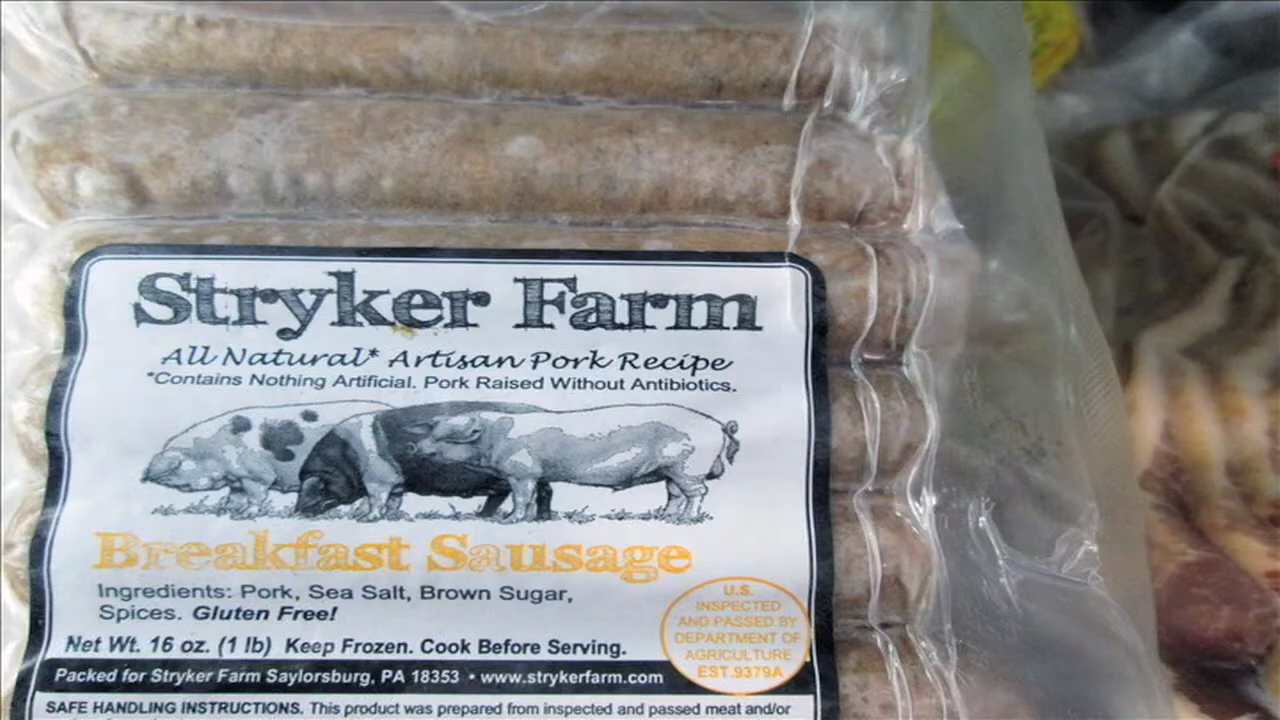 Stryker Farm
All Natural* Artisan Pork Recipe
*Contains Nothing Artificial. Pork Raised Without Antibiotics.
Breakfast Sausage
Ingredients: Pork, Sea Salt, Brown Sugar,
Spices. Gluten Free!
Net Wt. 16 oz. (1 lb) Keep Frozen. Cook Before Serving.
U.S.
INSPECTED
AND PASSED BY
DEPARTMENT OF
AGRICULTURE
EST.9379A
Packed for Stryker Farm Saylorsburg, PA 18353 • www.strykerfarm.com
SAFE HANDLING INSTRUCTIONS. This product was prepared from inspected and passed meat and/or